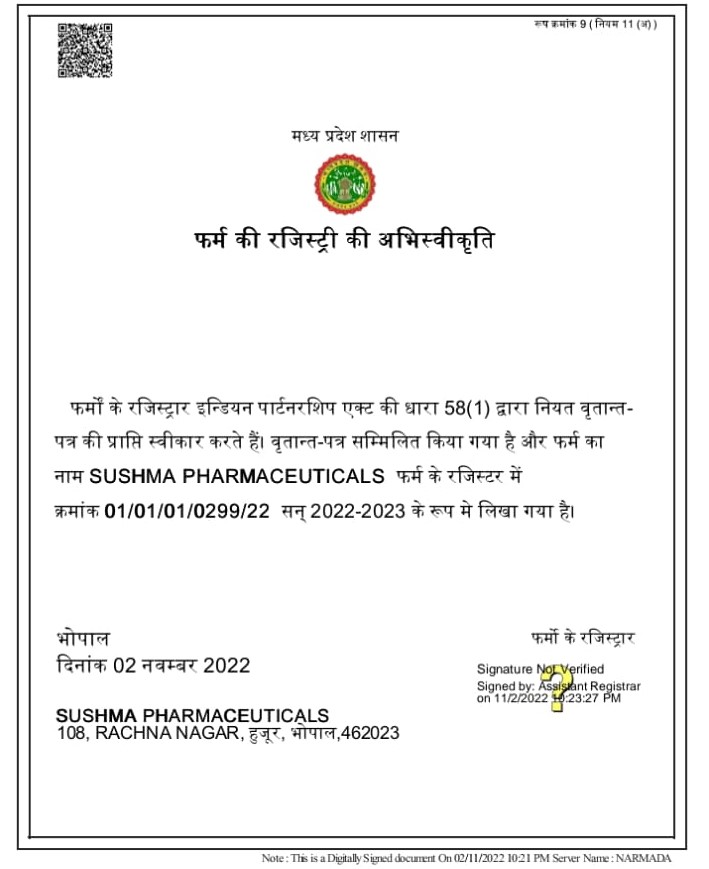 रूप क्रमांक 9 ( नियम 11 (अ) )
मध्य प्रदेश शासन
फर्म की रजिस्ट्री की अभिस्वीकृति
फर्मों के रजिस्ट्रार इन्डियन पार्टनरशिप एक्ट की धारा 58(1) द्वारा नियत वृतान्त-
पत्र की प्राप्ति स्वीकार करते हैं। वृतान्त-पत्र सम्मिलित किया गया है और फर्म का
नाम SUSHMA PHARMACEUTICALS फर्म के रजिस्टर में
क्रमांक 01/01/01/0299/22 सन् 2022-2023 के रूप मे लिखा गया है।
भोपाल
दिनांक 02 नवम्बर 2022
फर्मो के रजिस्ट्रार
Signature Not Verified
Signed by: Assistant Registrar
on 11/2/2022 10:23:27 PM
SUSHMA PHARMACEUTICALS
108, RACHNA NAGAR, हुजूर, भोपाल,462023
Note : This is a Digitally Signed document On 02/11/2022 10:21 PM Server Name : NARMADA